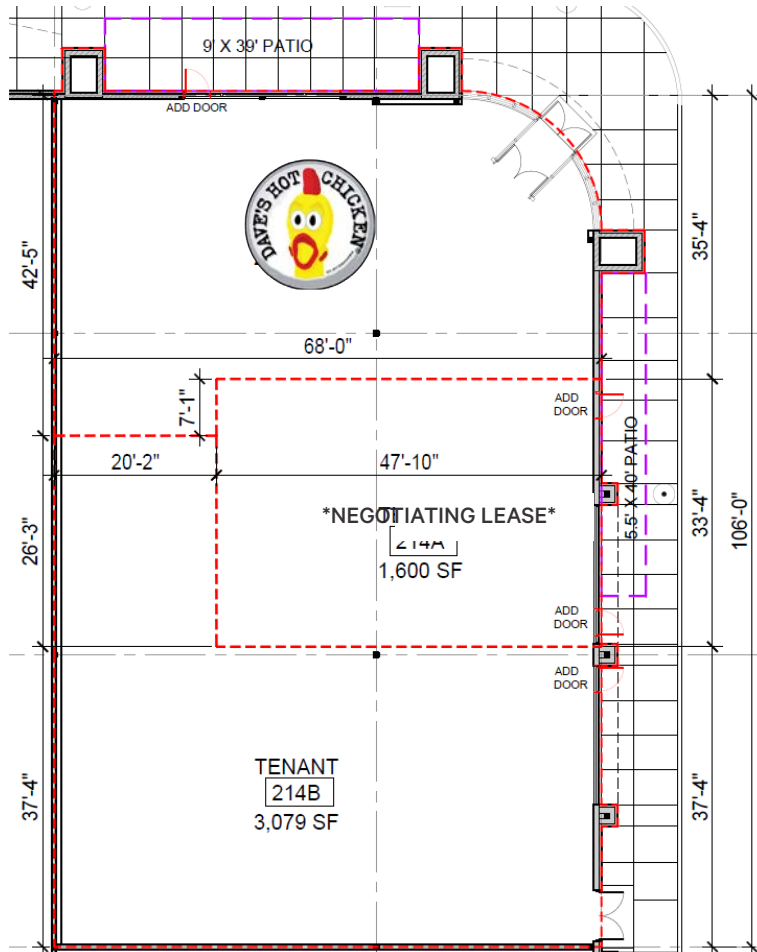 9' X 39' PATIO
ADD DOOR
DAVE'S HOT CHICKEN
42'-5"
35'-4"
68'-0"
7'-1"
ADD
DOOR
20'-2"
47'-10"
5.5' X 40' PATIO
*NEGOTIATING LEASE*
214A
1,600 SF
26'-3"
33'-4"
106'-0"
ADD
DOOR
ADD
DOOR
TENANT
214B
3,079 SF
37'-4"
37'-4"